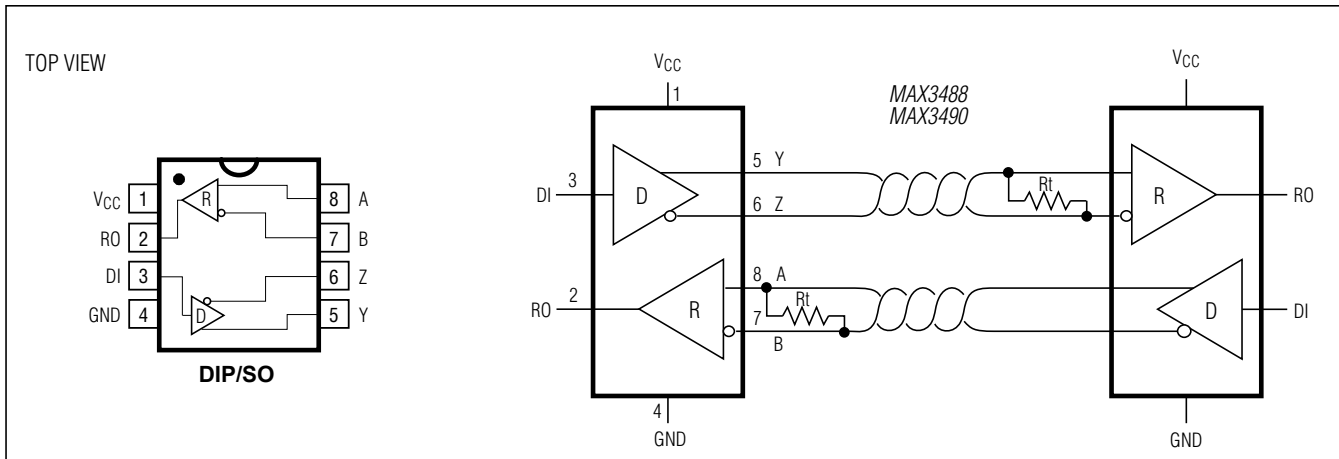 TOP VIEW
VCC 1
RO 2
DI 3
GND 4
8 A
7 B
6 Z
5 Y
R
D
DIP/SO
MAX3488
MAX3490
VCC
1
DI 3
D
5 Y
6 Z
Rt
R
RO
RO 2
R
8 A
Rt
7
B
D
DI
4
GND
VCC
GND